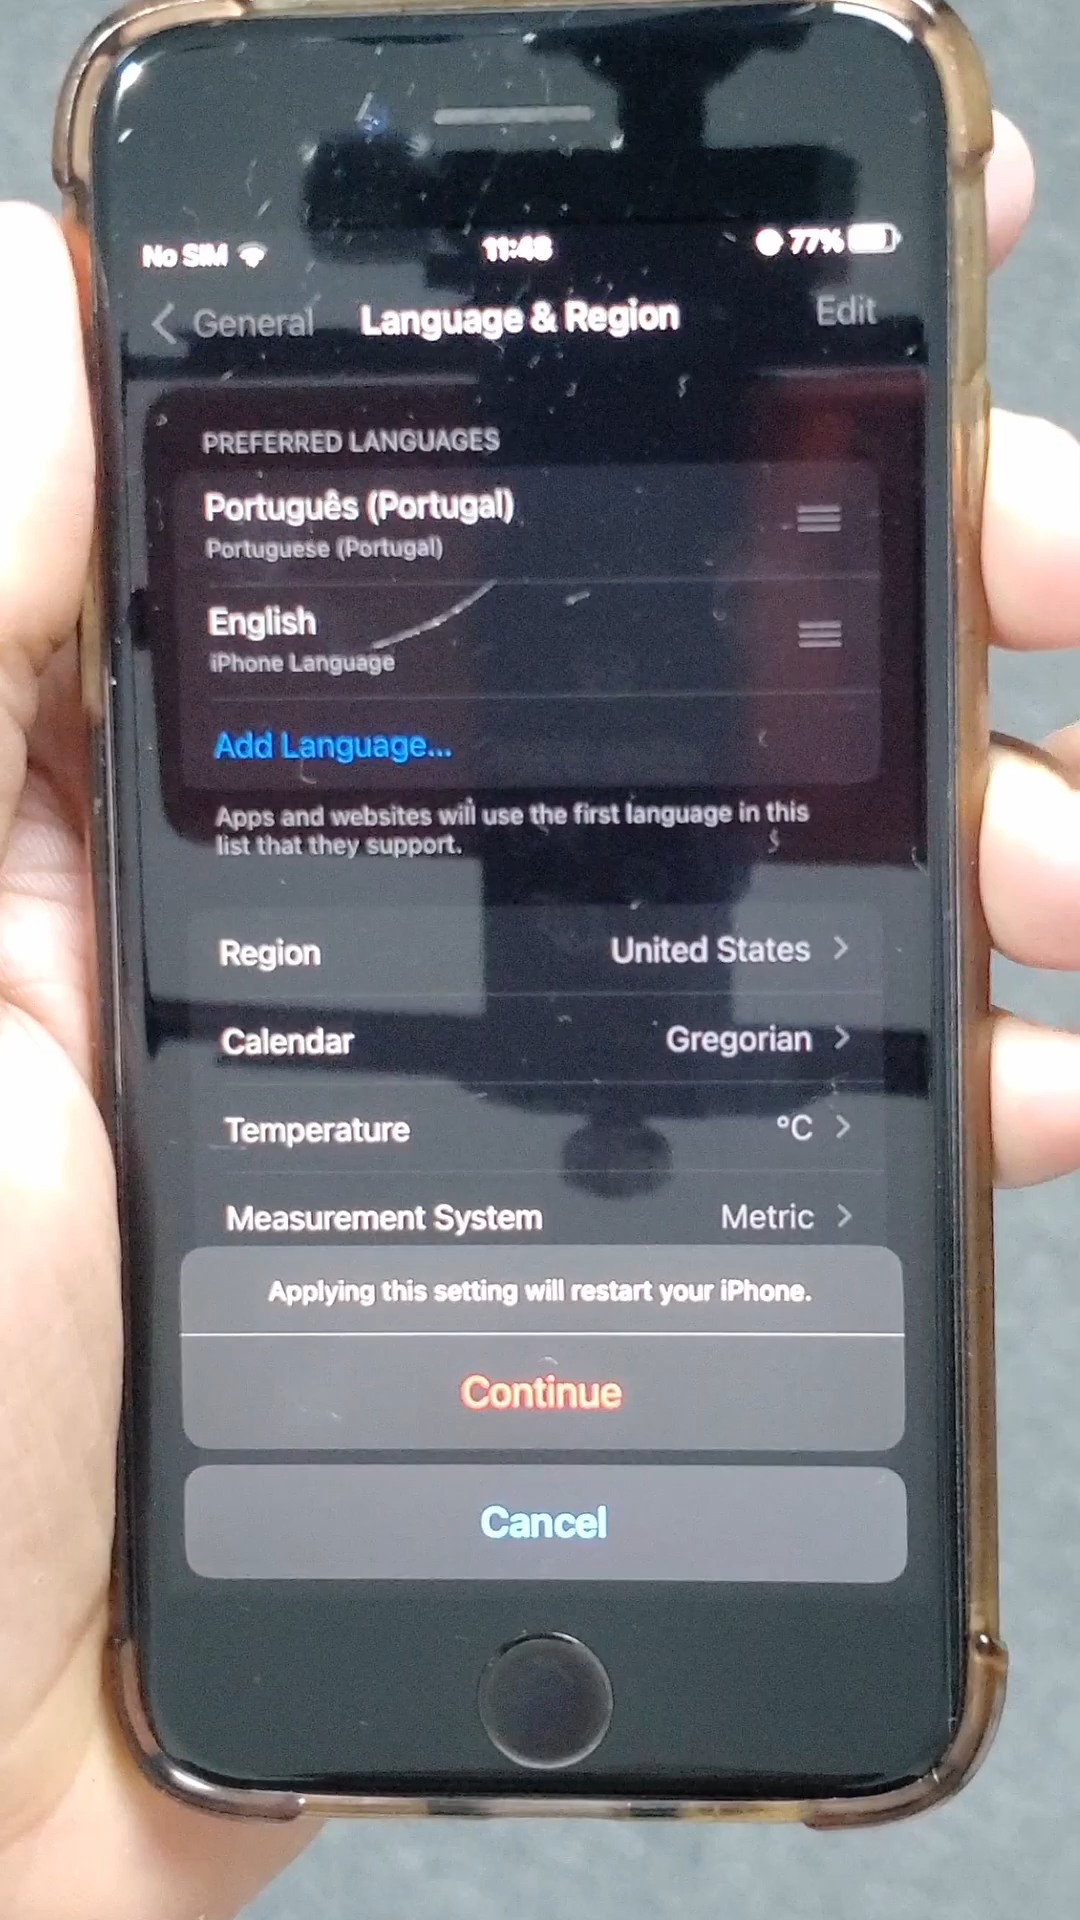 No SIM 11:48 77%
General Language & Region Edit
PREFERRED LANGUAGES
Português (Portugal)
Portuguese (Portugal)
English
iPhone Language
Add Language...
Apps and websites will use the first language in this
list that they support.
Region United States
Calendar Gregorian
Temperature °C
Measurement System Metric
Applying this setting will restart your iPhone.
Continue
Cancel